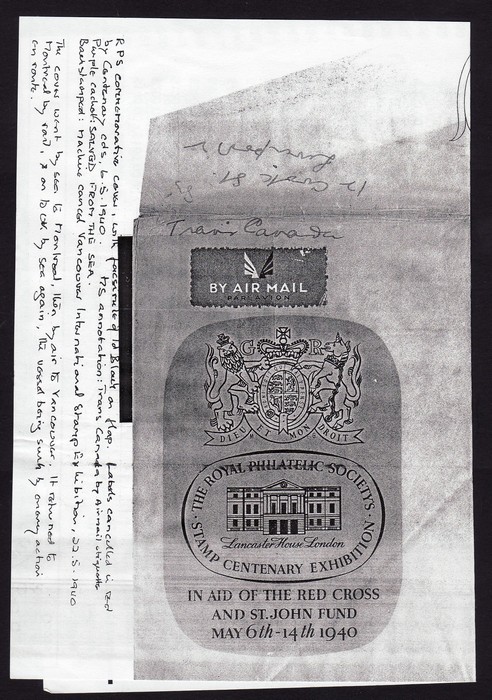 RPS commemorative cover, with facsimile of 1d Black on flap. Labels cancelled in red
by Centenary cds, 6.5.1940. MS annotation: Trans Canada by Air mail etiquette
Purple cachet: SALVED FROM THE SEA.
Backstamped: Machine cancel Vancouver International Stamp Exhibition. 22.5.1940
The cover went by sea to Montreal then by air to Vancouver. It returned to
Montreal by rail, & on to UK by sea again, the vessel being sunk by enemy action
en route.
Trans Canada
BY AIR MAIL
PAR AVION
G R
DIEU ET MON DROIT
· THE ROYAL PHILATELIC SOCIETY'S ·
Lancaster House London
STAMP CENTENARY EXHIBITION
IN AID OF THE RED CROSS
AND ST. JOHN FUND
MAY 6th-14th 1940